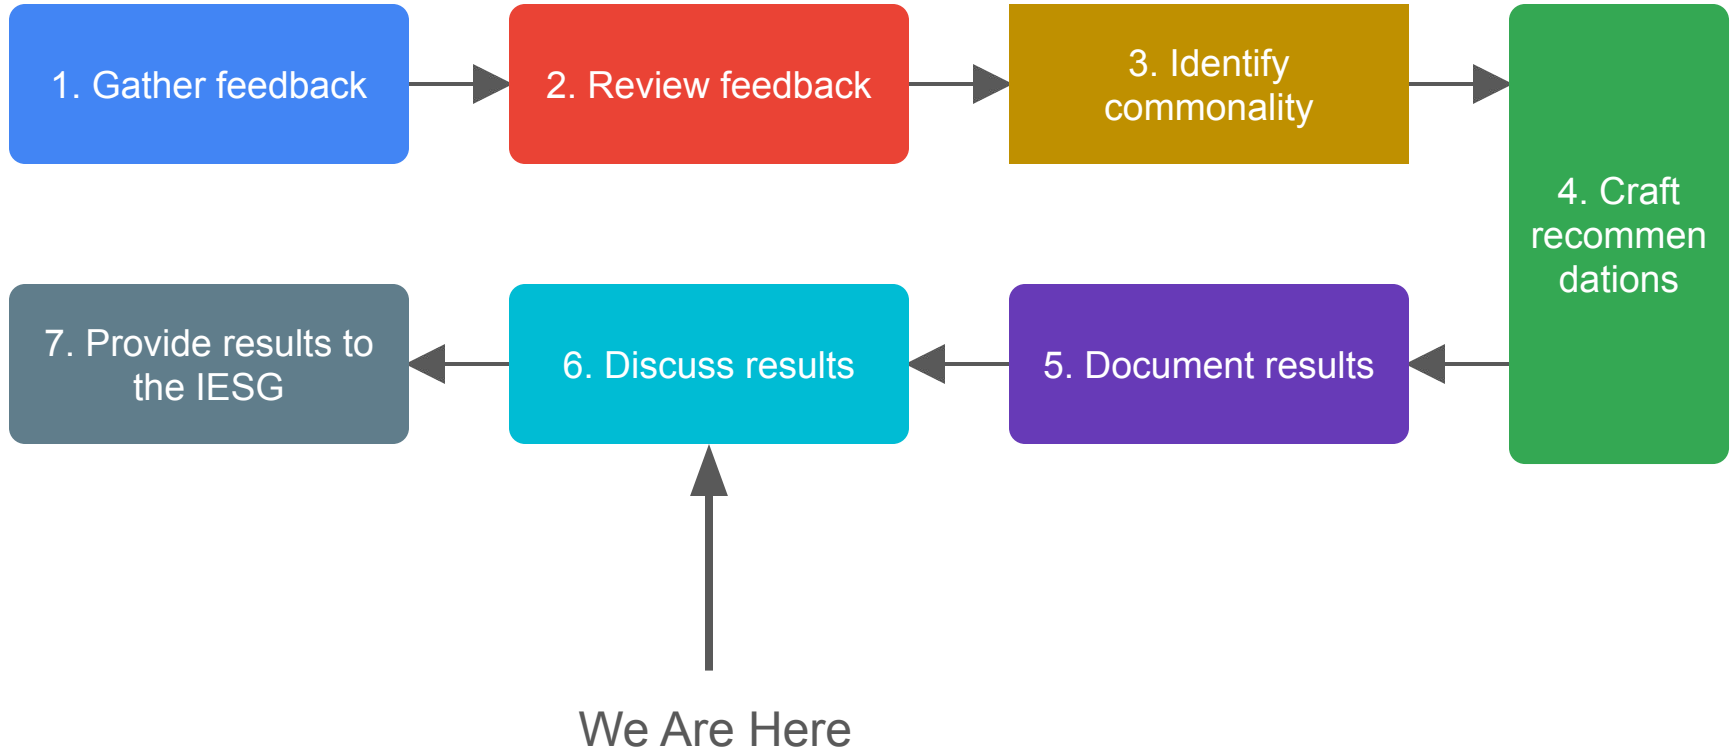 1. Gather feedback
2. Review feedback
3. Identify
commonality
4. Craft
recommen
dations
5. Document results
6. Discuss results
7. Provide results to
the IESG
We Are Here